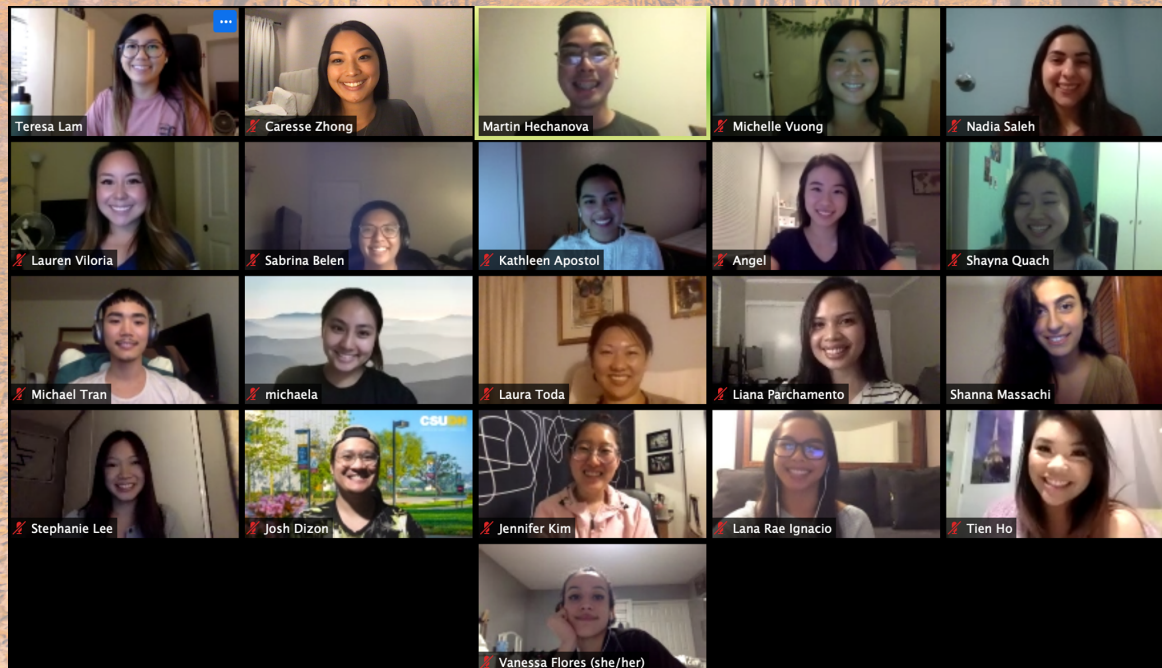 Teresa Lam
Caresse Zhong
Martin Hechanova
Michelle Vuong
Nadia Saleh
Lauren Viloria
Sabrina Belen
Kathleen Apostol
Angel
Shayna Quach
Michael Tran
michaela
Laura Toda
Liana Parchamento
Shanna Massachi
CSUDH
Stephanie Lee
Josh Dizon
Jennifer Kim
Lana Rae Ignacio
Tien Ho
Vanessa Flores (she/her)